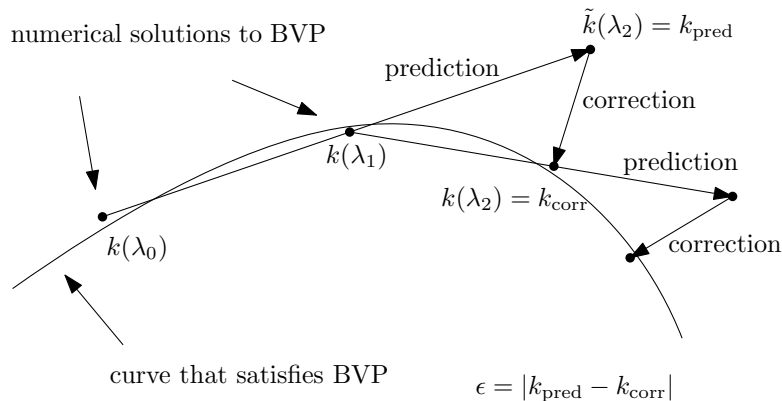 numerical solutions to BVP
k̃(λ₂) = k_pred
prediction
correction
k(λ₁)
prediction
k(λ₂) = k_corr
k(λ₀)
correction
curve that satisfies BVP
ϵ = |k_pred − k_corr|